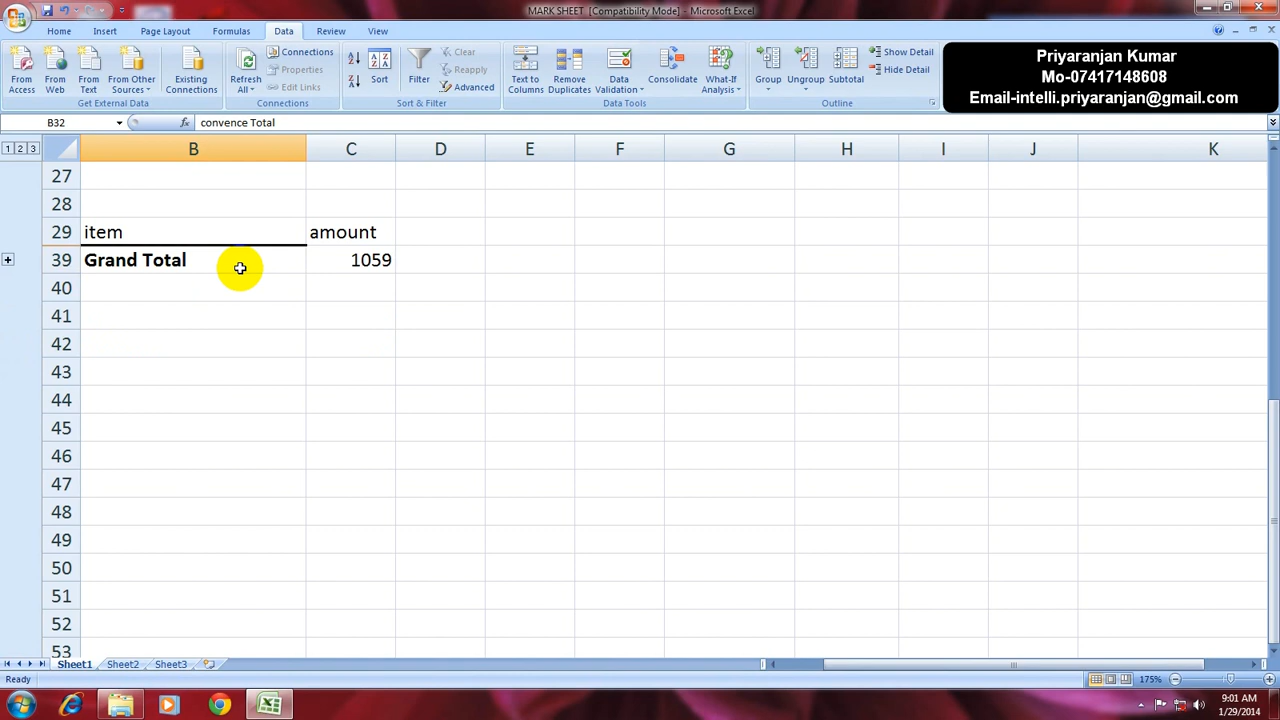 MARK SHEET [Compatibility Mode] - Microsoft Excel
Home Insert Page Layout Formulas Data Review View
From Access
From Web
From Text
From Other Sources
Existing Connections
Get External Data
Refresh All
Connections
Properties
Edit Links
Connections
Sort
Filter
Clear
Reapply
Advanced
Sort & Filter
Text to Columns
Remove Duplicates
Data Validation
Consolidate
What-If Analysis
Data Tools
Group
Ungroup
Subtotal
Show Detail
Hide Detail
Outline
Priyaranjan Kumar
Mo-07417148608
Email-intelli.priyaranjan@gmail.com
B32 fx convence Total
1 2 3 B C D E F G H I J K
27
28
29 item amount
39 Grand Total 1059
40
41
42
43
44
45
46
47
48
49
50
51
52
53
Sheet1 Sheet2 Sheet3
Ready 175%
9:01 AM
1/29/2014